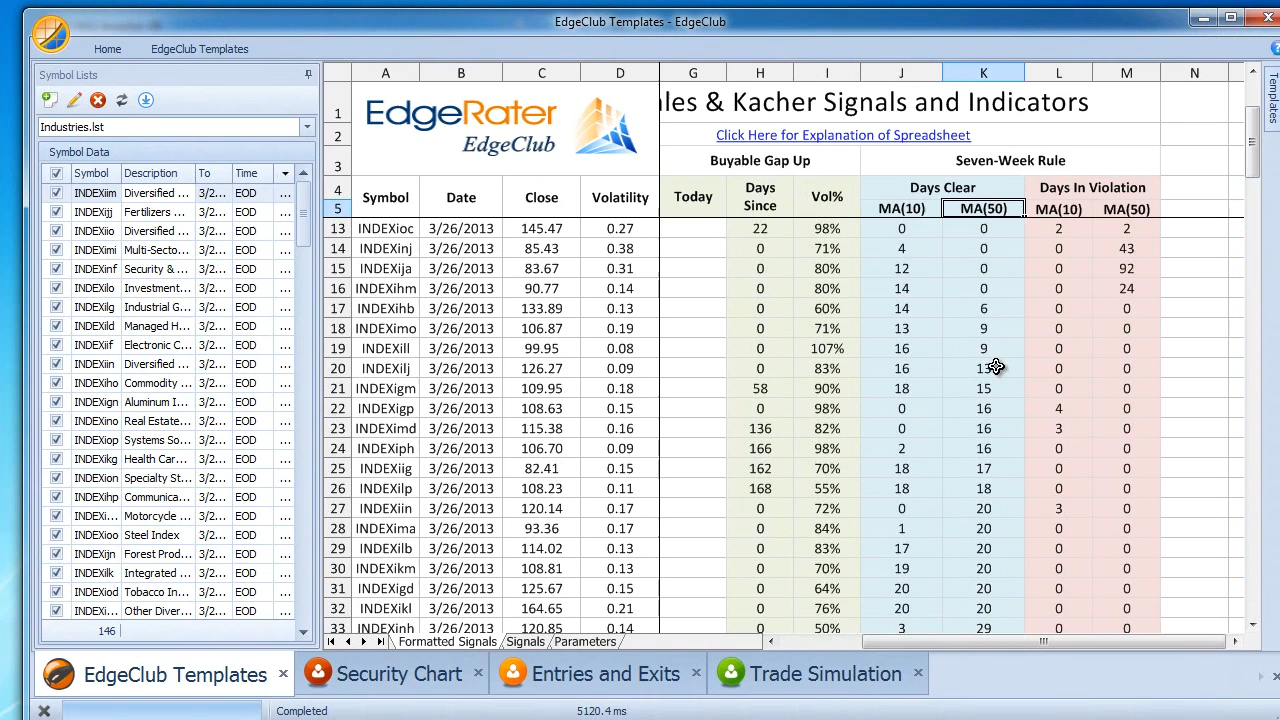 EdgeClub Templates - EdgeClub
Home EdgeClub Templates
Symbol Lists
Industries.lst
Symbol Data
Symbol Description To Time
INDEXiim Diversified ... 3/2... EOD ...
INDEXijj Fertilizers ... 3/2... EOD ...
INDEXiio Diversified ... 3/2... EOD ...
INDEXimi Multi-Secto... 3/2... EOD ...
INDEXinf Security & ... 3/2... EOD ...
INDEXilo Investment... 3/2... EOD ...
INDEXilg Industrial G... 3/2... EOD ...
INDEXild Managed H... 3/2... EOD ...
INDEXiif Electronic C... 3/2... EOD ...
INDEXiin Diversified ... 3/2... EOD ...
INDEXiho Commodity ... 3/2... EOD ...
INDEXign Aluminum I... 3/2... EOD ...
INDEXino Real Estate... 3/2... EOD ...
INDEXiop Systems So... 3/2... EOD ...
INDEXikg Health Car... 3/2... EOD ...
INDEXion Specialty St... 3/2... EOD ...
INDEXihp Communica... 3/2... EOD ...
INDEXi... Motorcycle ... 3/2... EOD ...
INDEXioo Steel Index 3/2... EOD ...
INDEXijn Forest Prod... 3/2... EOD ...
INDEXilk Integrated ... 3/2... EOD ...
INDEXiod Tobacco In... 3/2... EOD ...
INDEXi... Other Diver... 3/2... EOD ...
146
A B C D G H I J K L M N
1 EdgeRater EdgeClub ales & Kacher Signals and Indicators
2 Click Here for Explanation of Spreadsheet
3 Buyable Gap Up Seven-Week Rule
4 Symbol Date Close Volatility Today Days Since Vol% Days Clear Days In Violation
5 MA(10) MA(50) MA(10) MA(50)
13 INDEXioc 3/26/2013 145.47 0.27 22 98% 0 0 2 2
14 INDEXinj 3/26/2013 85.43 0.38 0 71% 4 0 0 43
15 INDEXija 3/26/2013 83.67 0.31 0 80% 12 0 0 92
16 INDEXihm 3/26/2013 90.77 0.14 0 80% 14 0 0 24
17 INDEXihb 3/26/2013 133.89 0.13 0 60% 14 6 0 0
18 INDEXimo 3/26/2013 106.87 0.19 0 71% 13 9 0 0
19 INDEXill 3/26/2013 99.95 0.08 0 107% 16 9 0 0
20 INDEXilj 3/26/2013 126.27 0.09 0 83% 16 0 0
21 INDEXigm 3/26/2013 109.95 0.18 58 90% 18 15 0 0
22 INDEXigp 3/26/2013 108.63 0.15 0 98% 0 16 4 0
23 INDEXimd 3/26/2013 115.38 0.16 136 82% 0 16 3 0
24 INDEXiph 3/26/2013 106.70 0.09 166 98% 2 16 0 0
25 INDEXiig 3/26/2013 82.41 0.15 162 70% 18 17 0 0
26 INDEXilp 3/26/2013 108.23 0.11 168 55% 18 18 0 0
27 INDEXiin 3/26/2013 120.14 0.17 0 72% 0 20 3 0
28 INDEXima 3/26/2013 93.36 0.17 0 84% 1 20 0 0
29 INDEXilb 3/26/2013 114.02 0.13 0 83% 17 20 0 0
30 INDEXikm 3/26/2013 108.81 0.13 0 70% 19 20 0 0
31 INDEXigd 3/26/2013 125.67 0.15 0 64% 20 20 0 0
32 INDEXikl 3/26/2013 164.65 0.21 0 76% 20 20 0 0
33 INDEXinh 3/26/2013 120.85 0.14 0 50% 3 29 0 0
Formatted Signals Signals Parameters
Templates
EdgeClub Templates Security Chart Entries and Exits Trade Simulation
Completed 5120.4 ms